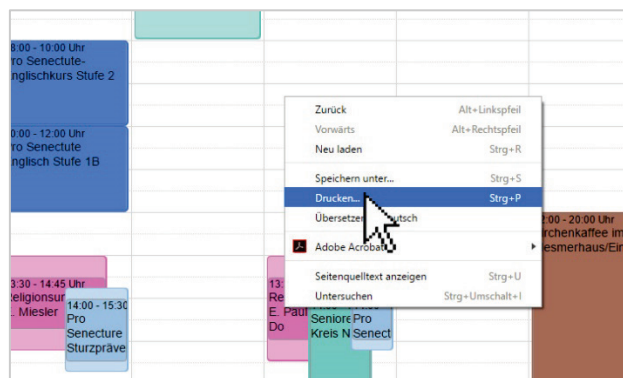 8:00 - 10:00 Uhr
ro Senectute-
nglischkurs Stufe 2
0:00 - 12:00 Uhr
ro Senectute
nglisch Stufe 1B
3:30 - 14:45 Uhr
eligionsur
. Miesler
14:00 - 15:30
Pro
Senecture
Sturzpräve
Zurück Alt+Linkspfeil
Vorwärts Alt+Rechtspfeil
Neu laden Strg+R
Speichern unter... Strg+S
Drucken... Strg+P
Übersetzen utsch
Adobe Acrobat
Seitenquelltext anzeigen Strg+U
Untersuchen Strg+Umschalt+I
13:
Re
E. Paul
Do
Seniore
Kreis N
Pro
Senect
2:00 - 20:00 Uhr
irchenkaffee im
esmerhaus/Ein